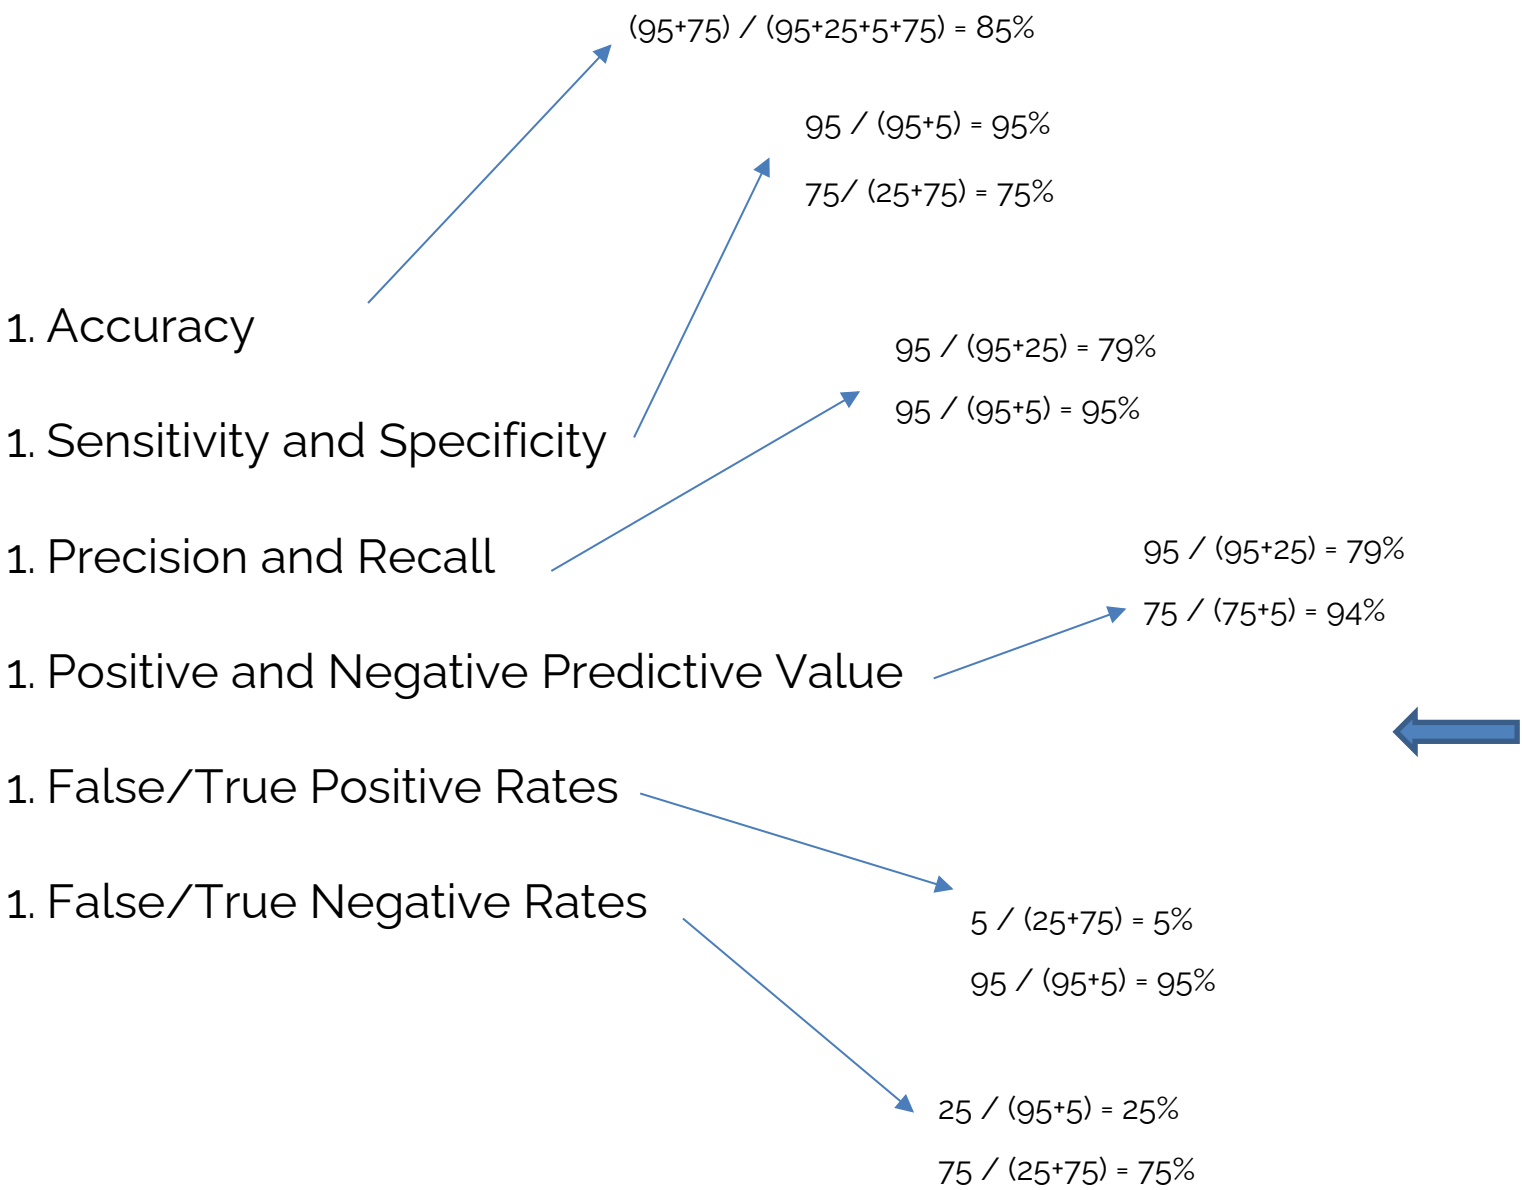 (95+75) / (95+25+5+75) = 85%
95 / (95+5) = 95%
75/ (25+75) = 75%
1. Accuracy
95 / (95+25) = 79%
95 / (95+5) = 95%
1. Sensitivity and Specificity
1. Precision and Recall
95 / (95+25) = 79%
75 / (75+5) = 94%
1. Positive and Negative Predictive Value
1. False/True Positive Rates
1. False/True Negative Rates
5 / (25+75) = 5%
95 / (95+5) = 95%
25 / (95+5) = 25%
75 / (25+75) = 75%